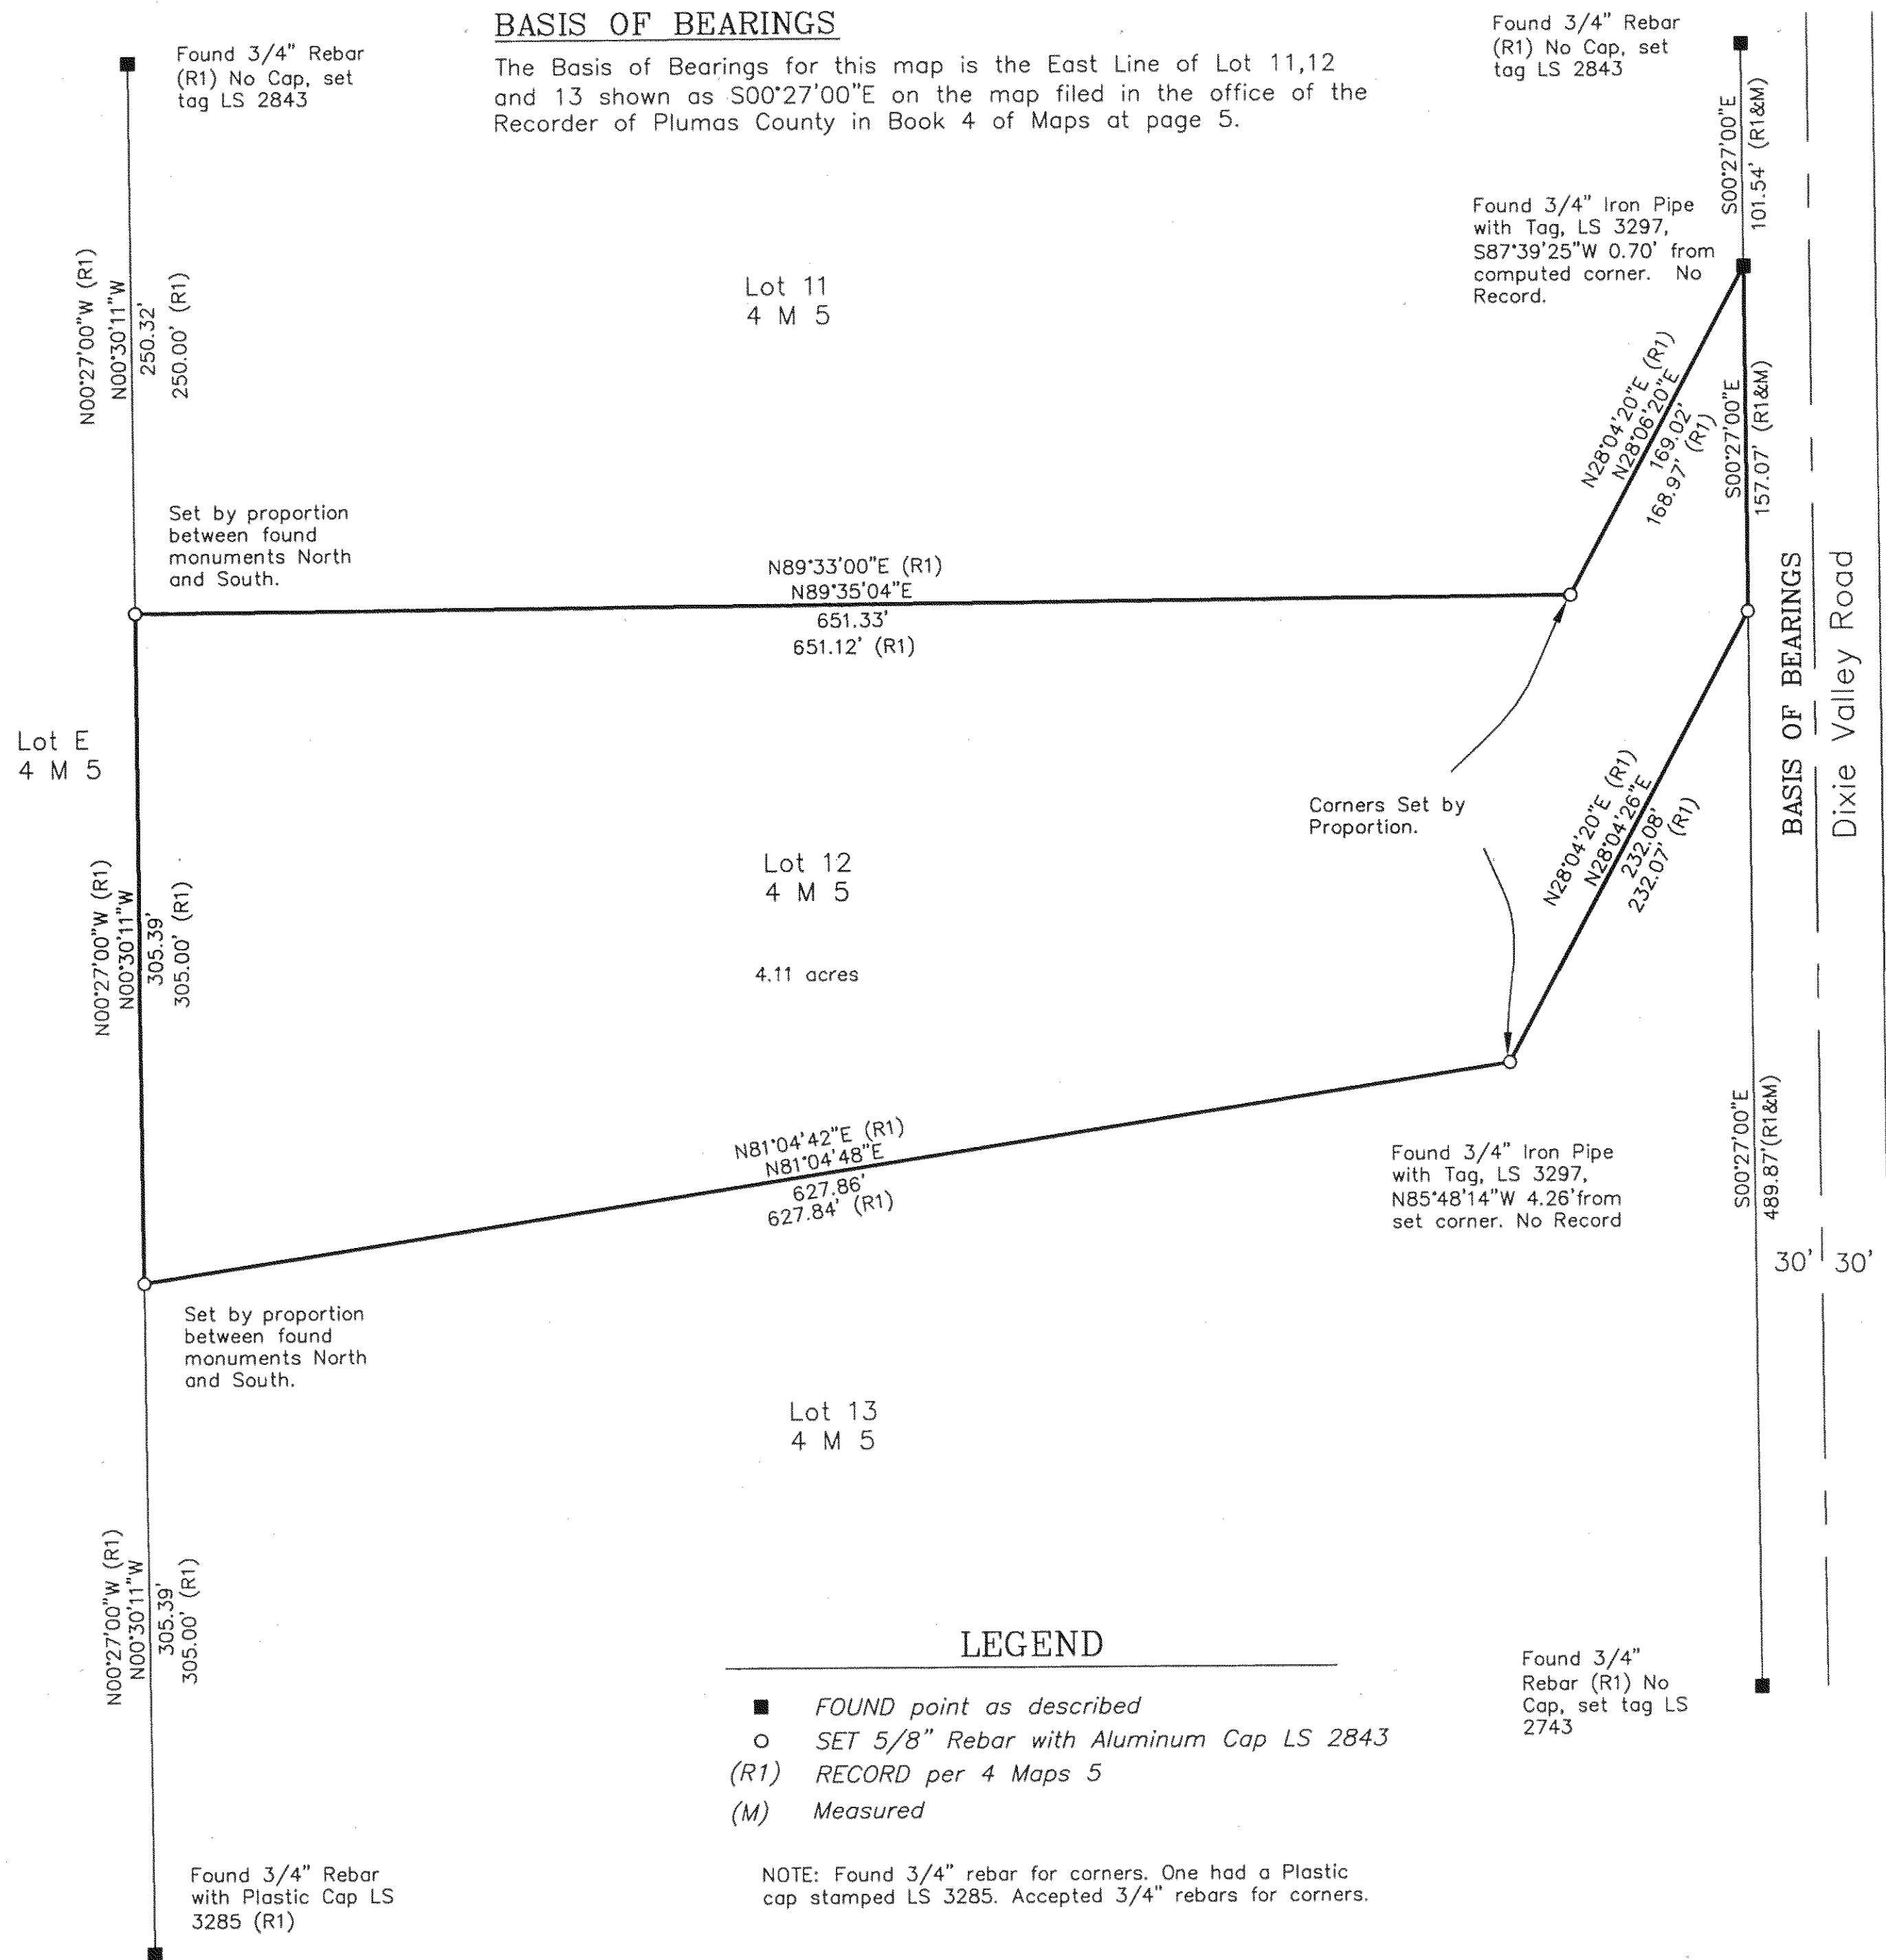 BASIS OF BEARINGS
The Basis of Bearings for this map is the East Line of Lot 11,12
and 13 shown as S00°27'00"E on the map filed in the office of the
Recorder of Plumas County in Book 4 of Maps at page 5.
Found 3/4" Rebar
(R1) No Cap, set
tag LS 2843
Found 3/4" Rebar
(R1) No Cap, set
tag LS 2843
S00°27'00"E
101.54' (R1&M)
Found 3/4" Iron Pipe
with Tag, LS 3297,
S87°39'25"W 0.70' from
computed corner. No
Record.
N00°27'00"W (R1)
N00°30'11"W
250.32'
250.00' (R1)
Lot 11
4 M 5
N28°04'20"E (R1)
N28°06'20"E
169.02'
168.97' (R1)
S00°27'00"E
157.07' (R1&M)
Set by proportion
between found
monuments North
and South.
N89°33'00"E (R1)
N89°35'04"E
651.33'
651.12' (R1)
BASIS OF BEARINGS
Dixie Valley Road
Lot E
4 M 5
Corners Set by
Proportion.
N28°04'20"E (R1)
N28°04'26"E
232.08'
232.07' (R1)
Lot 12
4 M 5
4.11 acres
N00°27'00"W (R1)
N00°30'11"W
305.39'
305.00' (R1)
N81°04'42"E (R1)
N81°04'48"E
627.86'
627.84' (R1)
Found 3/4" Iron Pipe
with Tag, LS 3297,
N85°48'14"W 4.26'from
set corner. No Record
S00°27'00"E
489.87'(R1&M)
30' 30'
Set by proportion
between found
monuments North
and South.
Lot 13
4 M 5
N00°27'00"W (R1)
N00°30'11"W
305.39'
305.00' (R1)
LEGEND
FOUND point as described
SET 5/8" Rebar with Aluminum Cap LS 2843
(R1) RECORD per 4 Maps 5
(M) Measured
Found 3/4"
Rebar (R1) No
Cap, set tag LS
2743
Found 3/4" Rebar
with Plastic Cap LS
3285 (R1)
NOTE: Found 3/4" rebar for corners. One had a Plastic
cap stamped LS 3285. Accepted 3/4" rebars for corners.